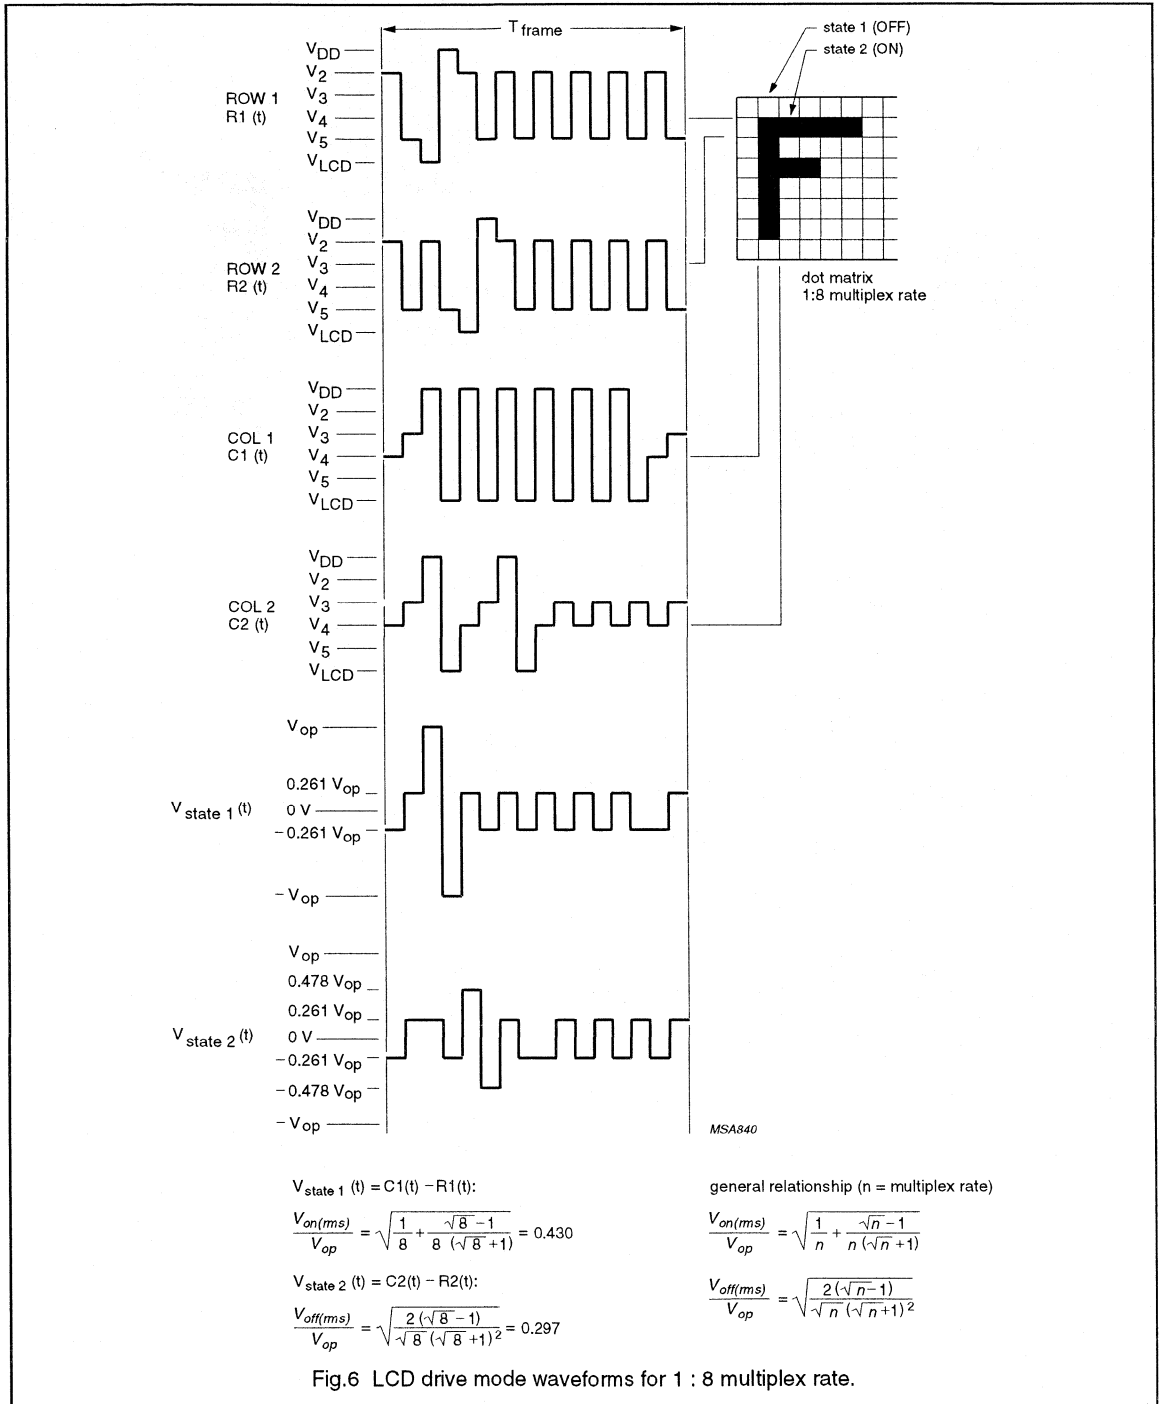 T frame
state 1 (OFF)
state 2 (ON)
ROW 1
R1 (t)
VDD
V2
V3
V4
V5
VLCD
ROW 2
R2 (t)
VDD
V2
V3
V4
V5
VLCD
dot matrix
1:8 multiplex rate
COL 1
C1 (t)
VDD
V2
V3
V4
V5
VLCD
COL 2
C2 (t)
VDD
V2
V3
V4
V5
VLCD
V state 1 (t)
Vop
0.261 Vop
0 V
-0.261 Vop
-Vop
V state 2 (t)
Vop
0.478 Vop
0.261 Vop
0 V
-0.261 Vop
-0.478 Vop
-Vop
MSA840
Vstate 1 (t) = C1(t) - R1(t):
Von(rms) / Vop = √(1/8 + (√8 - 1) / (8 (√8 + 1))) = 0.430
Vstate 2 (t) = C2(t) - R2(t):
Voff(rms) / Vop = √(2 (√8 - 1) / (√8 (√8 + 1)²)) = 0.297
general relationship (n = multiplex rate)
Von(rms) / Vop = √(1/n + (√n - 1) / (n (√n + 1)))
Voff(rms) / Vop = √(2 (√n - 1) / (√n (√n + 1)²))
Fig.6 LCD drive mode waveforms for 1 : 8 multiplex rate.